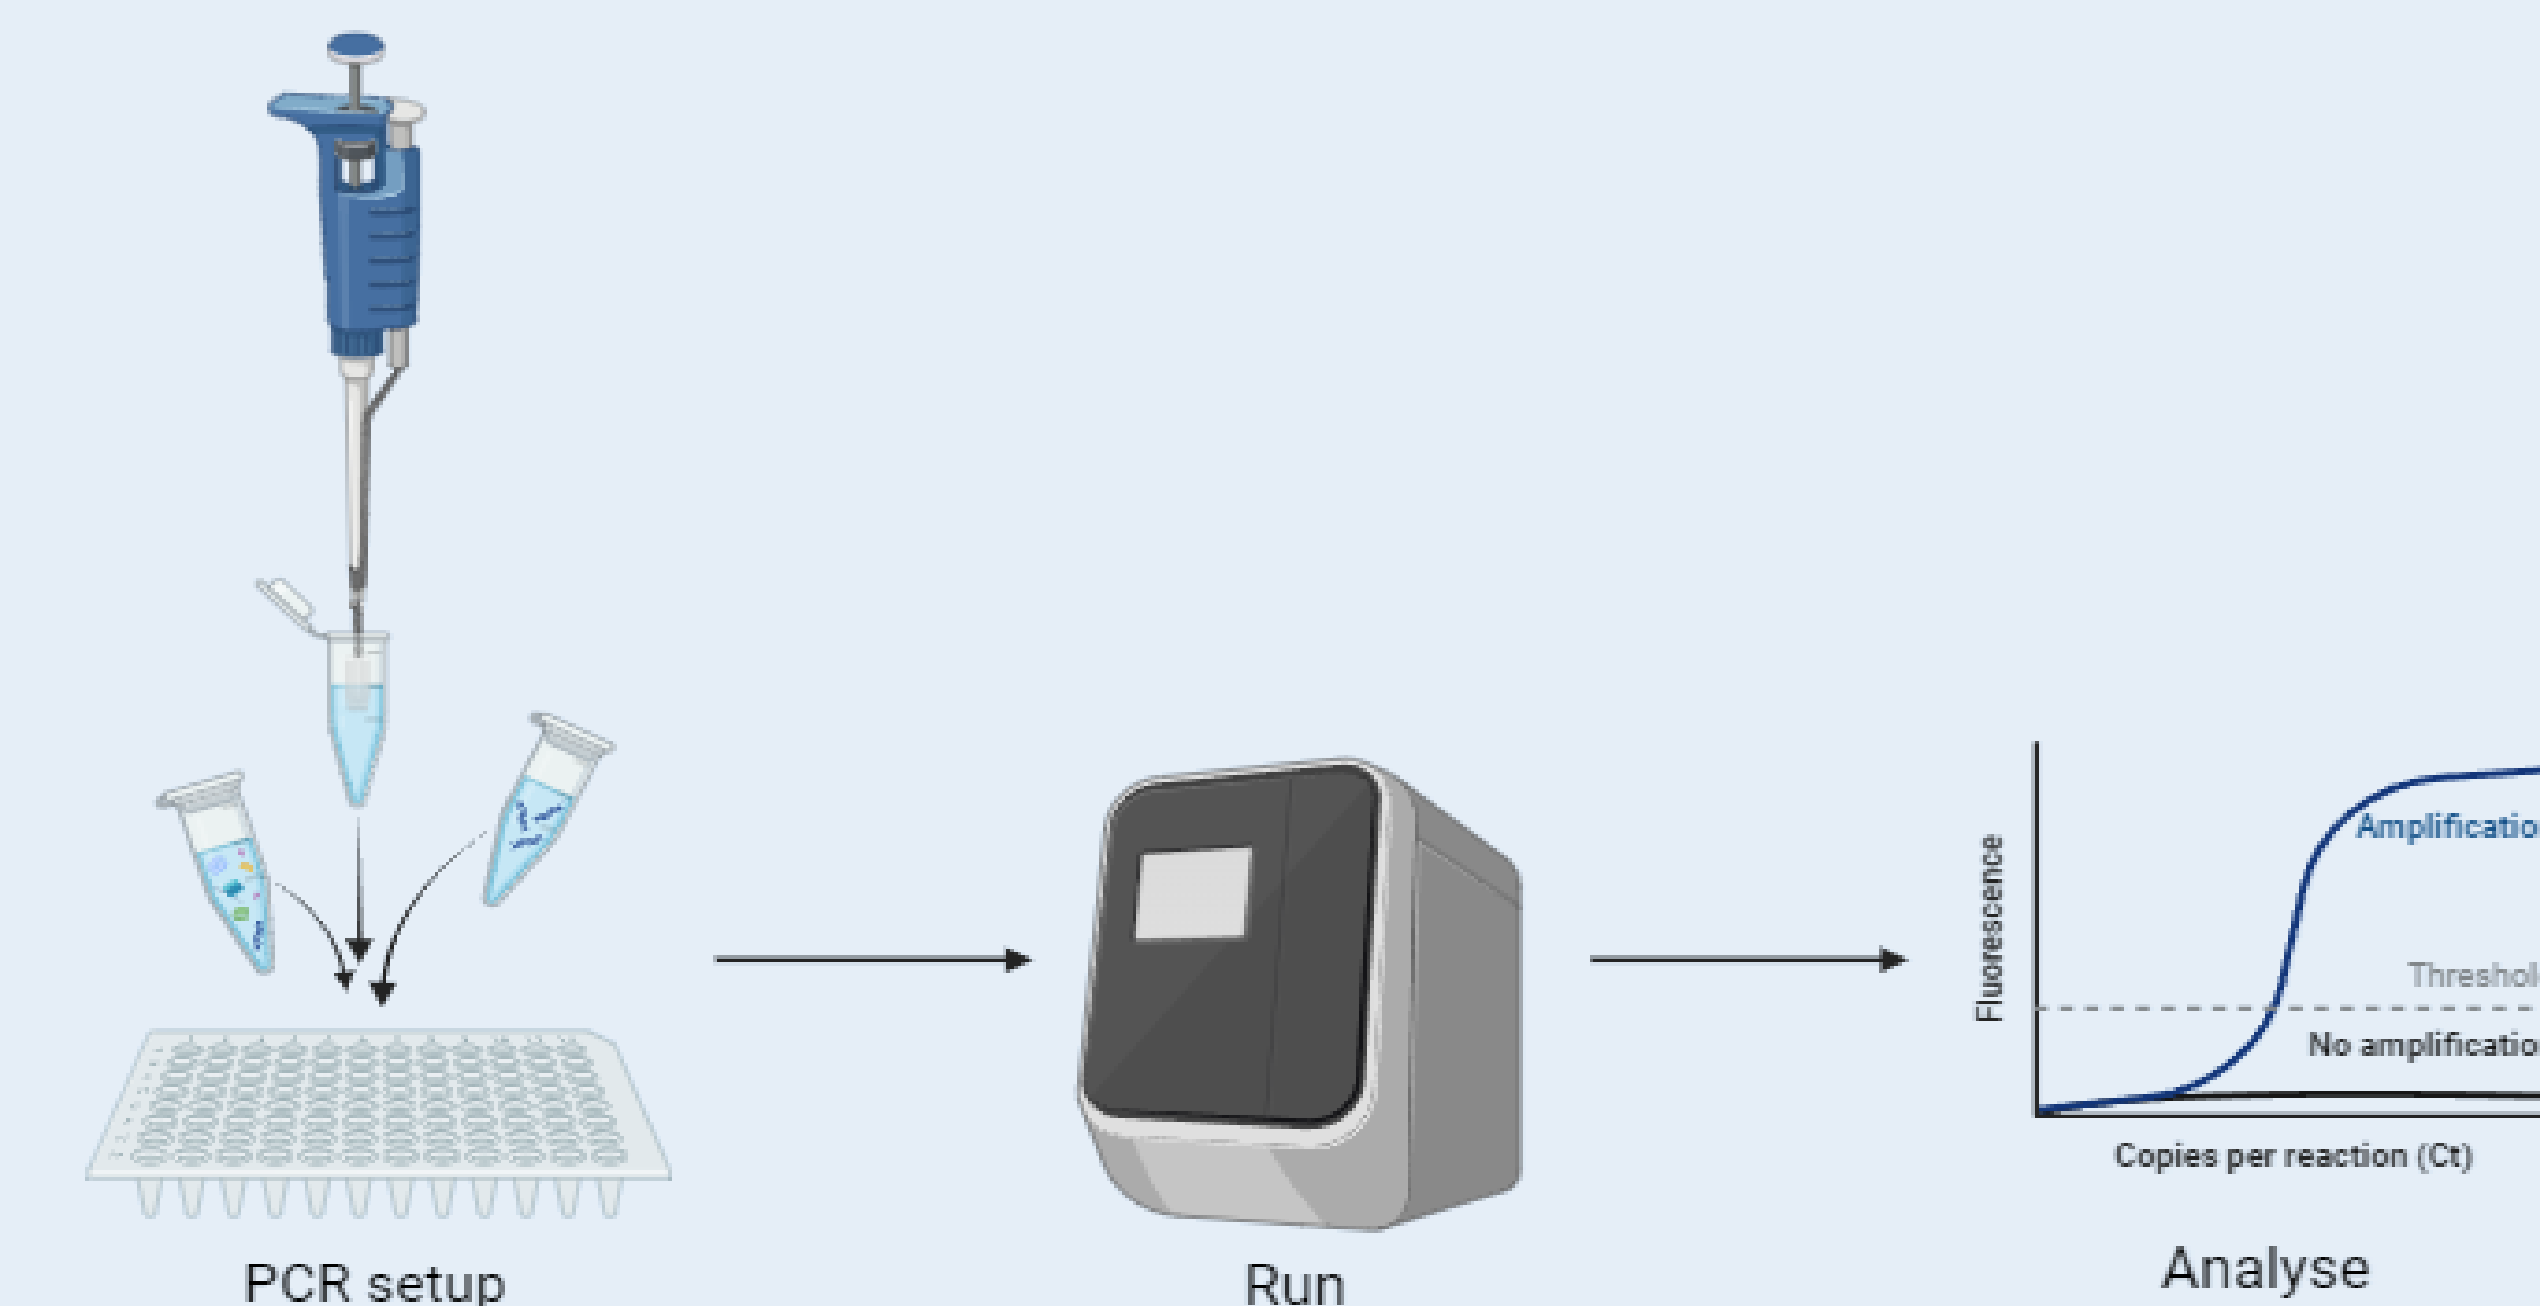 Fluorescence
Amplificatio
Threshol
No amplificatio
Copies per reaction (Ct)
PCR setup
Run
Analyse